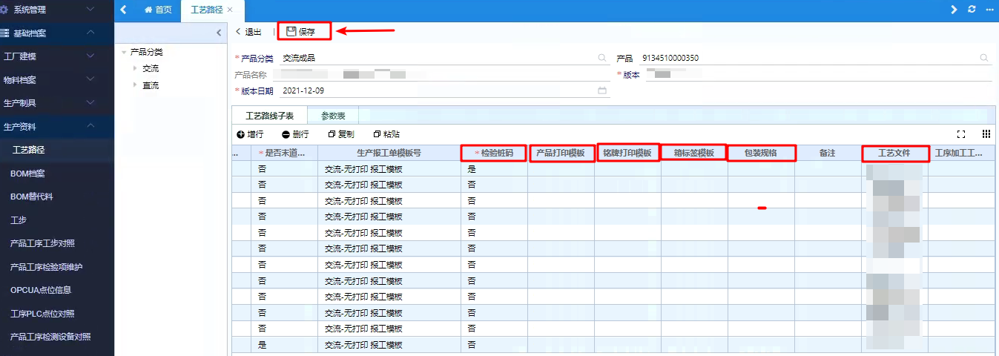 系统管理
首页
工艺路径
基础档案
工厂建模
物料档案
生产制具
生产资料
工艺路径
BOM档案
BOM替代料
工步
产品工序工步对照
产品工序检验项维护
OPCUA点位信息
工序PLC点位对照
产品工序检测设备对照
产品分类
交流
直流
退出 | 保存
*产品分类 交流成品 产品 9134510000350
产品名称 *版本
*版本日期 2021-12-09
工艺路线子表 参数表
增行 删行 复制 粘贴
... *是否末道... 生产报工单模板号 *检验桩码 产品打印模板 铭牌打印模板 箱标签模板 包装规格 备注 工艺文件 工序加工工...
否 交流-无打印 报工模板 是
否 交流-无打印 报工模板 否
否 交流-无打印 报工模板 否
否 交流-无打印 报工模板 否
否 交流-无打印 报工模板 否
否 交流-无打印 报工模板 否
否 交流-无打印 报工模板 否
否 交流-无打印 报工模板 否
否 交流-无打印 报工模板 否
否 交流-无打印 报工模板 否
否 交流-无打印 报工模板 否
是 交流-无打印 报工模板 否